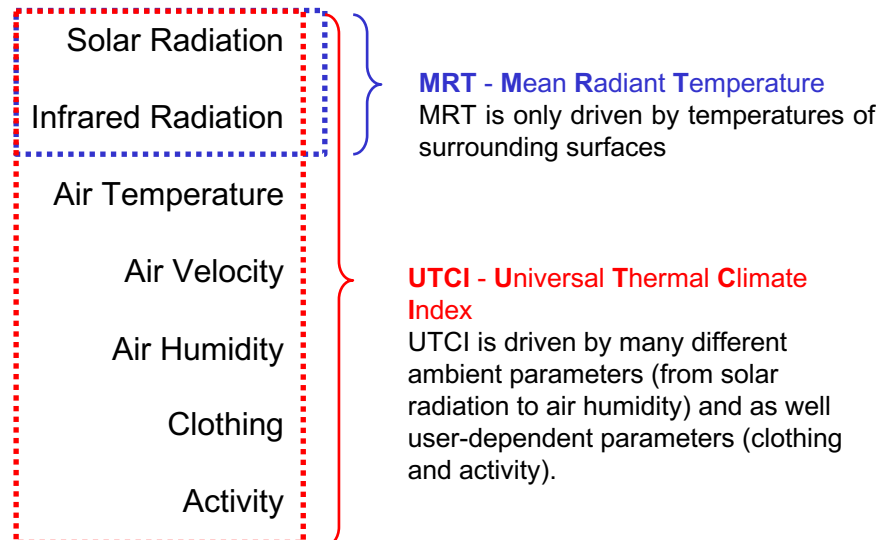 Solar Radiation
Infrared Radiation
Air Temperature
Air Velocity
Air Humidity
Clothing
Activity
MRT - Mean Radiant Temperature
MRT is only driven by temperatures of
surrounding surfaces
UTCI - Universal Thermal Climate
Index
UTCI is driven by many different
ambient parameters (from solar
radiation to air humidity) and as well
user-dependent parameters (clothing
and activity).